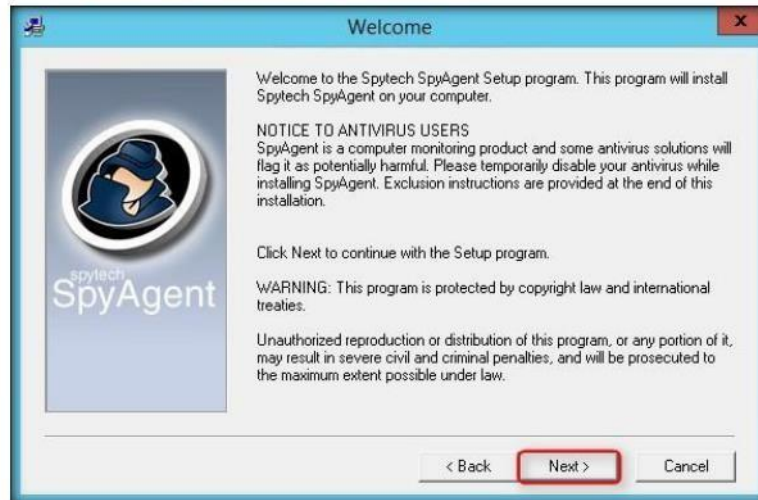 Welcome
x
Welcome to the Spytech SpyAgent Setup program. This program will install
Spytech SpyAgent on your computer.
NOTICE TO ANTIVIRUS USERS
SpyAgent is a computer monitoring product and some antivirus solutions will
flag it as potentially harmful. Please temporarily disable your antivirus while
installing SpyAgent. Exclusion instructions are provided at the end of this
installation.
Click Next to continue with the Setup program.
WARNING: This program is protected by copyright law and international
treaties.
Unauthorized reproduction or distribution of this program, or any portion of it,
may result in severe civil and criminal penalties, and will be prosecuted to
the maximum extent possible under law.
spytech
SpyAgent
< Back
Next >
Cancel